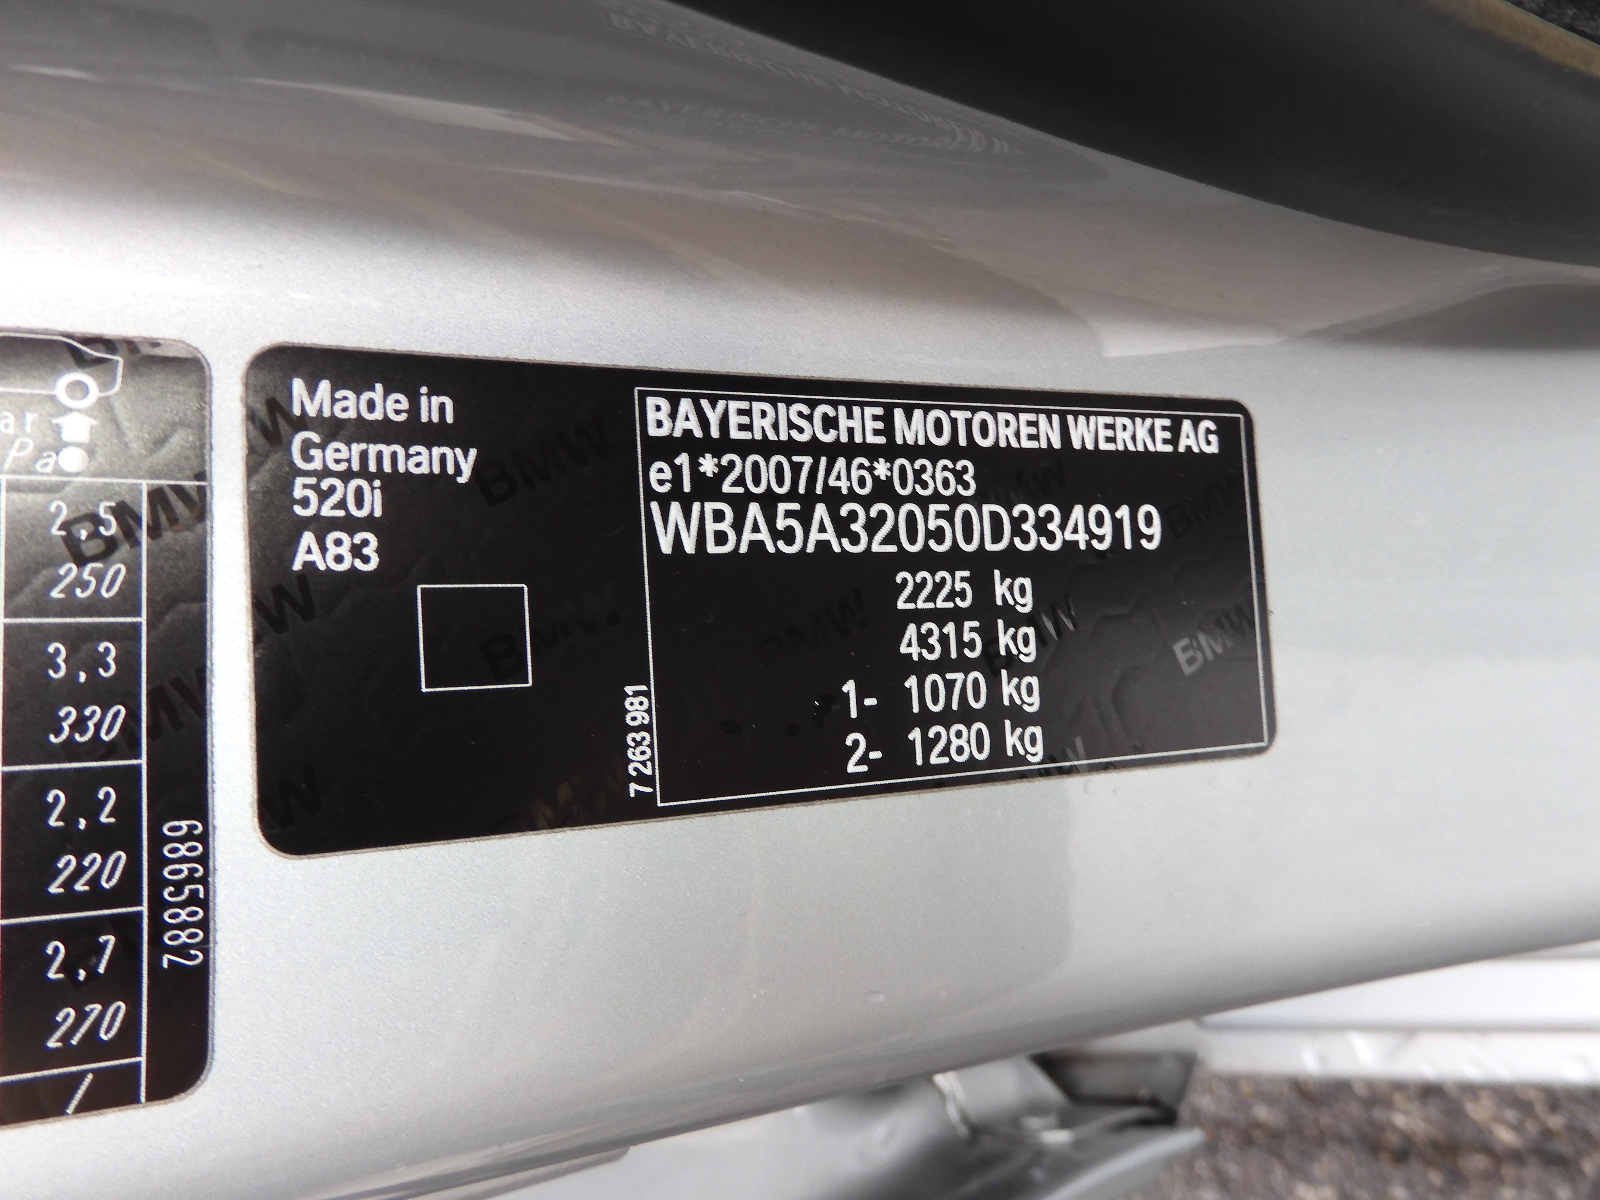 ar
Pa
2,5
250
3,3
330
2,2
220
2,7
270
/
6865882
Made in
Germany
520i
A83
7 263 981
BAYERISCHE MOTOREN WERKE AG
e1*2007/46*0363
WBA5A32050D334919
2225 kg
4315 kg
1- 1070 kg
2- 1280 kg